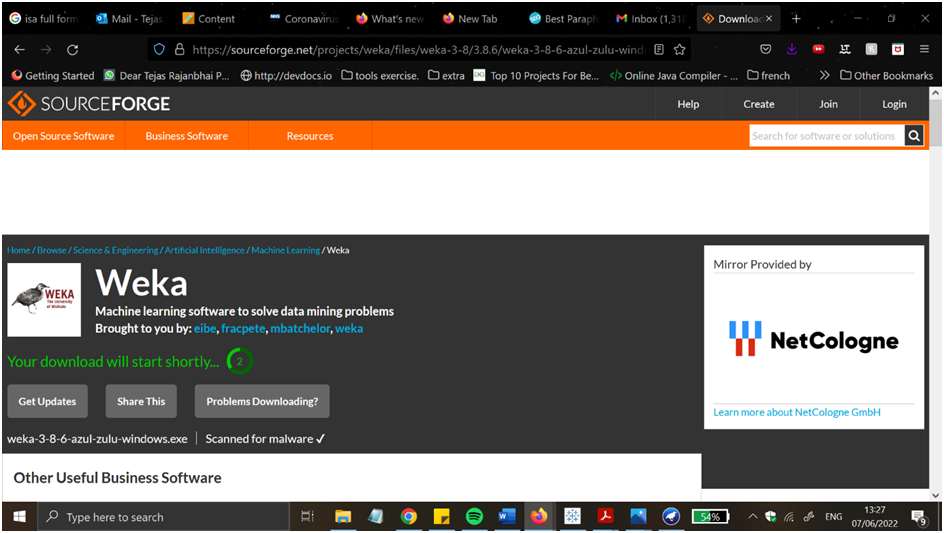 isa full form
Mail - Tejas
Content
Coronavirus
What's new
New Tab
Best Paraph
Inbox (1,31
Download
https://sourceforge.net/projects/weka/files/weka-3-8/3.8.6/weka-3-8-6-azul-zulu-wind
Getting Started
Dear Tejas Rajanbhai P...
http://devdocs.io
tools exercise.
extra
Top 10 Projects For Be...
Online Java Compiler - ...
french
Other Bookmarks
SOURCEFORGE
Help
Create
Join
Login
Open Source Software
Business Software
Resources
Search for software or solutions
Home / Browse / Science & Engineering / Artificial Intelligence / Machine Learning / Weka
WEKA
The University
of Waikato
Weka
Machine learning software to solve data mining problems
Brought to you by: eibe, fracpete, mbatchelor, weka
Your download will start shortly... 2
Get Updates
Share This
Problems Downloading?
weka-3-8-6-azul-zulu-windows.exe
Scanned for malware ✓
Mirror Provided by
NetCologne
Learn more about NetCologne GmbH
Other Useful Business Software
Type here to search
54%
ENG
13:27
07/06/2022
9